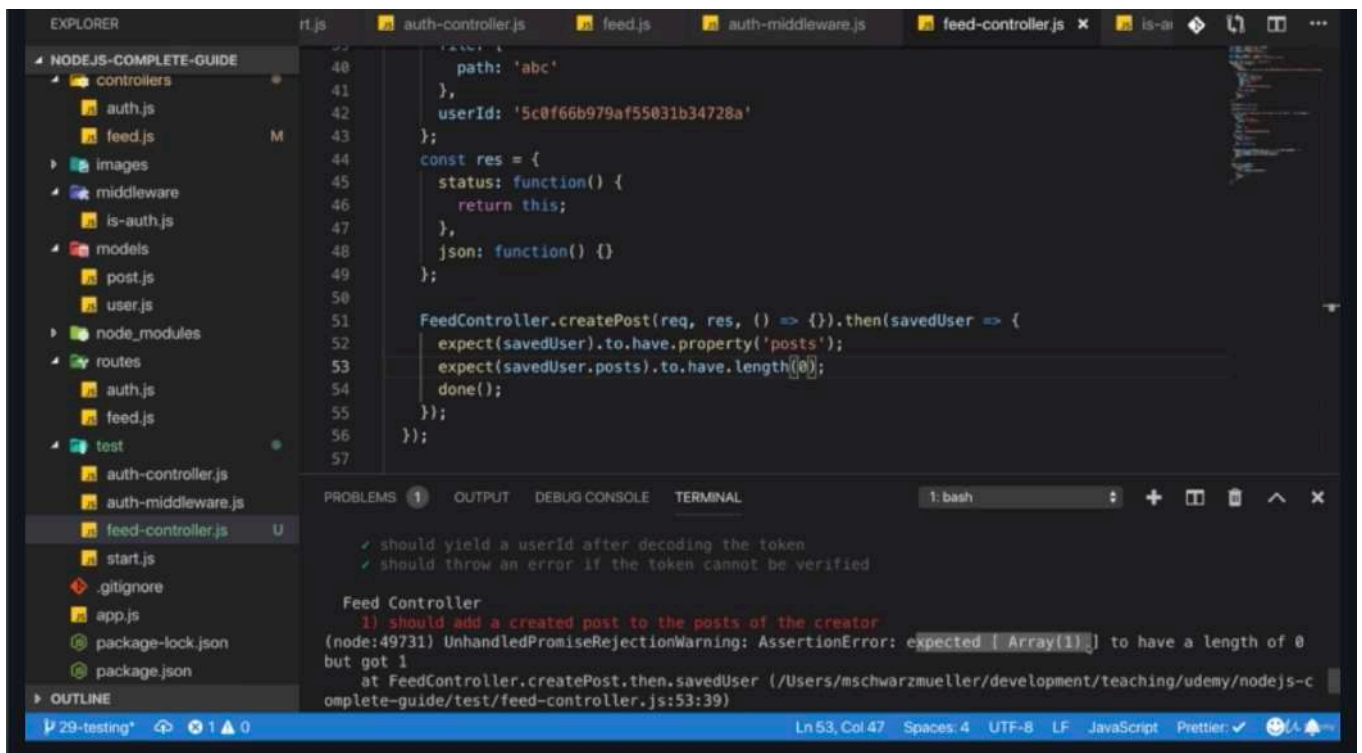 EXPLORER
rt.js auth-controller.js feed.js auth-middleware.js feed-controller.js × is-a
NODEJS-COMPLETE-GUIDE
controllers
auth.js
feed.js M
images
middleware
is-auth.js
models
post.js
user.js
node_modules
routes
auth.js
feed.js
test
auth-controller.js
auth-middleware.js
feed-controller.js U
start.js
.gitignore
app.js
package-lock.json
package.json
OUTLINE
40 path: 'abc'
41 },
42 userId: '5c0f66b979af55031b34728a'
43 };
44 const res = {
45 status: function() {
46 return this;
47 },
48 json: function() {}
49 };
50
51 FeedController.createPost(req, res, () => {}).then(savedUser => {
52 expect(savedUser).to.have.property('posts');
53 expect(savedUser.posts).to.have.length(0);
54 done();
55 });
56 });
57
PROBLEMS 1 OUTPUT DEBUG CONSOLE TERMINAL 1: bash
✓ should yield a userId after decoding the token
✓ should throw an error if the token cannot be verified
Feed Controller
1) should add a created post to the posts of the creator
(node:49731) UnhandledPromiseRejectionWarning: AssertionError: expected [ Array(1) ] to have a length of 0
but got 1
at FeedController.createPost.then.savedUser (/Users/mschwarzmueller/development/teaching/udemy/nodejs-c
omplete-guide/test/feed-controller.js:53:39)
29-testing* 1 0 Ln 53, Col 47 Spaces: 4 UTF-8 LF JavaScript Prettier: ✓